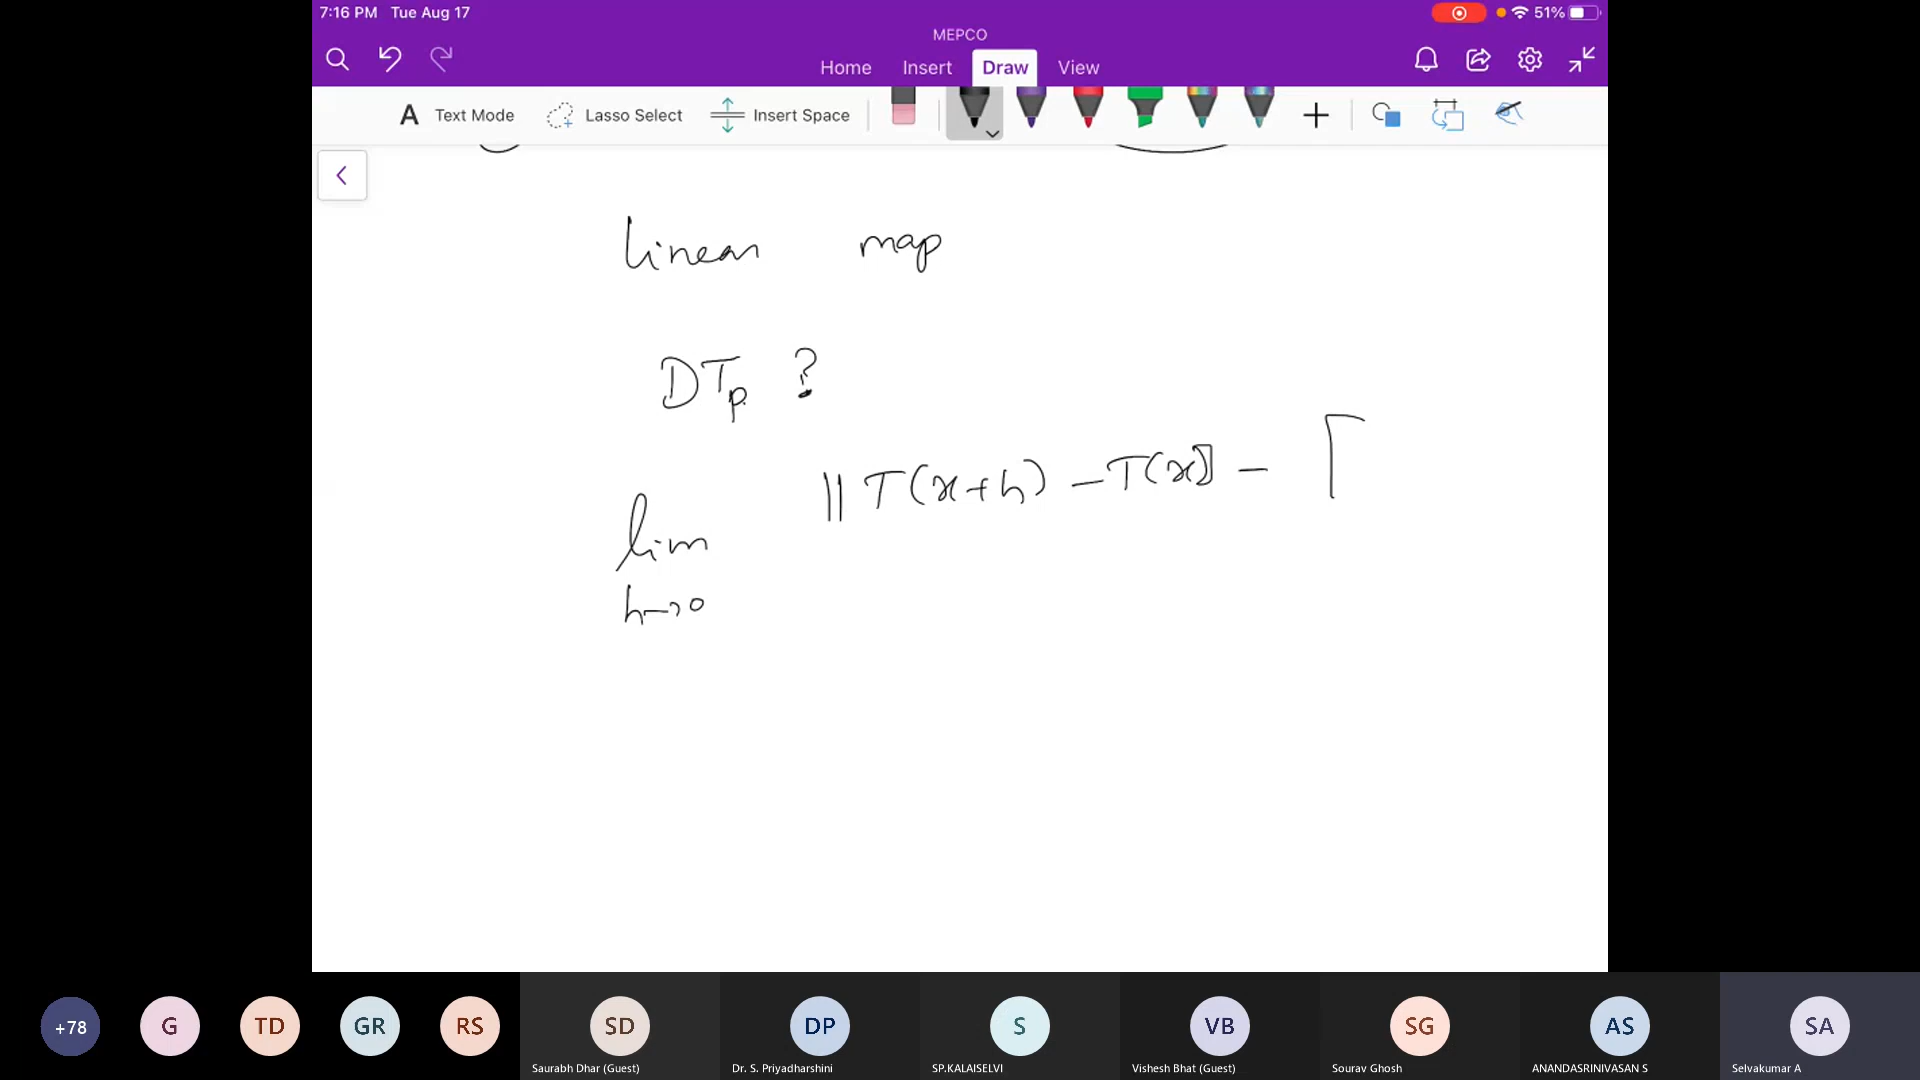 7:16 PM Tue Aug 17
51%
MEPCO
Home Insert Draw View
A Text Mode Lasso Select Insert Space
linear map
DTp ?
|| T(x+h) - T(x)] -
lim
h→0
+78 G TD GR RS SD DP S VB SG AS SA
Saurabh Dhar (Guest) Dr. S. Priyadharshini SP.KALAISELVI Vishesh Bhat (Guest) Sourav Ghosh ANANDASRINIVASAN S Selvakumar A